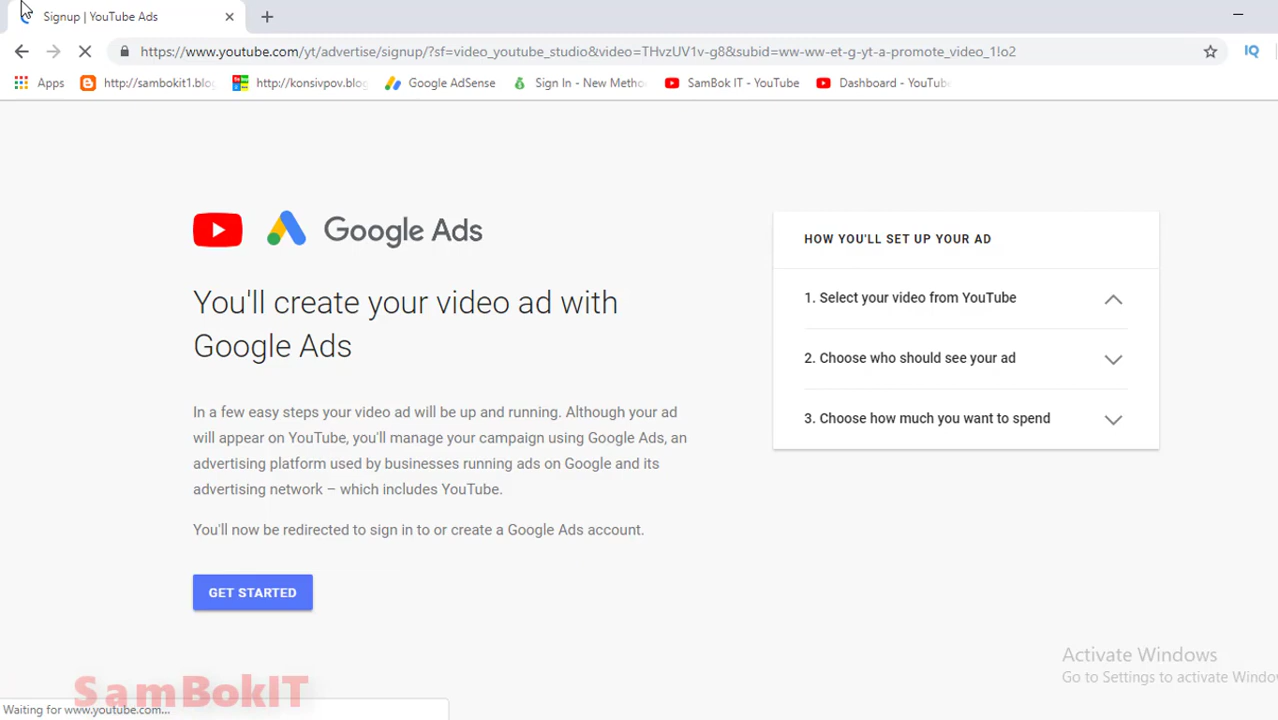 Signup | YouTube Ads
https://www.youtube.com/yt/advertise/signup/?sf=video_youtube_studio&video=THvzUV1v-g8&subid=ww-ww-et-g-yt-a-promote_video_1!o2
IQ
Apps
http://sambokit1.blog
http://konsivpov.blog
Google AdSense
Sign In - New Metho
SamBok IT - YouTube
Dashboard - YouTube
Google Ads
You'll create your video ad with
Google Ads
In a few easy steps your video ad will be up and running. Although your ad
will appear on YouTube, you'll manage your campaign using Google Ads, an
advertising platform used by businesses running ads on Google and its
advertising network – which includes YouTube.
You'll now be redirected to sign in to or create a Google Ads account.
GET STARTED
HOW YOU'LL SET UP YOUR AD
1. Select your video from YouTube
2. Choose who should see your ad
3. Choose how much you want to spend
Activate Windows
Go to Settings to activate Windo
SamBokIT
Waiting for www.youtube.com...